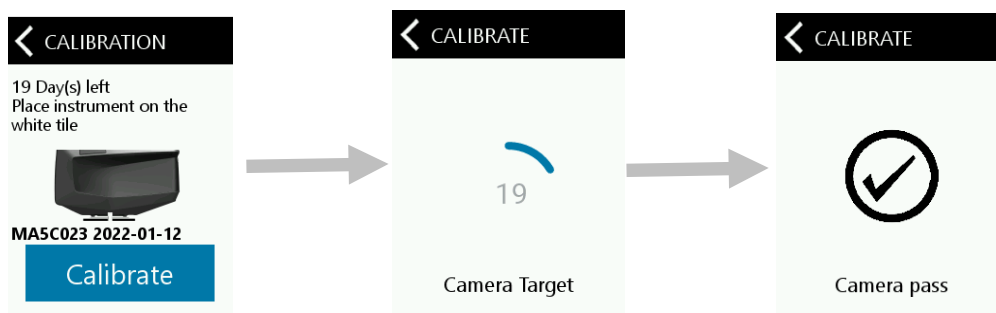 CALIBRATION
19 Day(s) left
Place instrument on the
white tile
MA5C023 2022-01-12
Calibrate
CALIBRATE
19
Camera Target
CALIBRATE
Camera pass